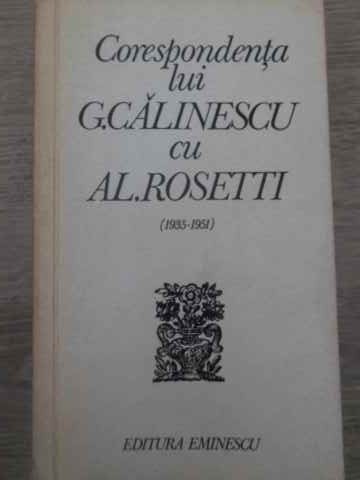 Corespondența
lui
G.CĂLINESCU
cu
AL.ROSETTI
(1935-1951)
EDITURA EMINESCU